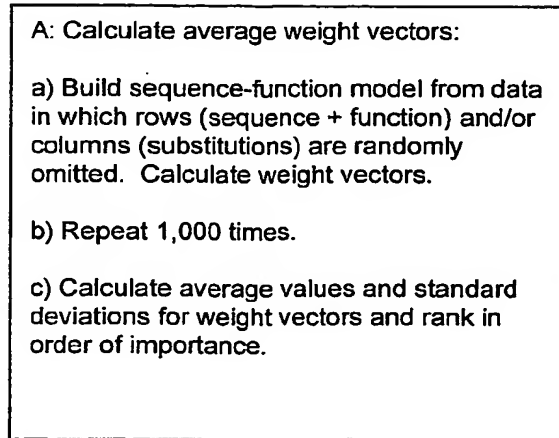 A: Calculate average weight vectors:
a) Build sequence-function model from data
in which rows (sequence + function) and/or
columns (substitutions) are randomly
omitted. Calculate weight vectors.
b) Repeat 1,000 times.
c) Calculate average values and standard
deviations for weight vectors and rank in
order of importance.